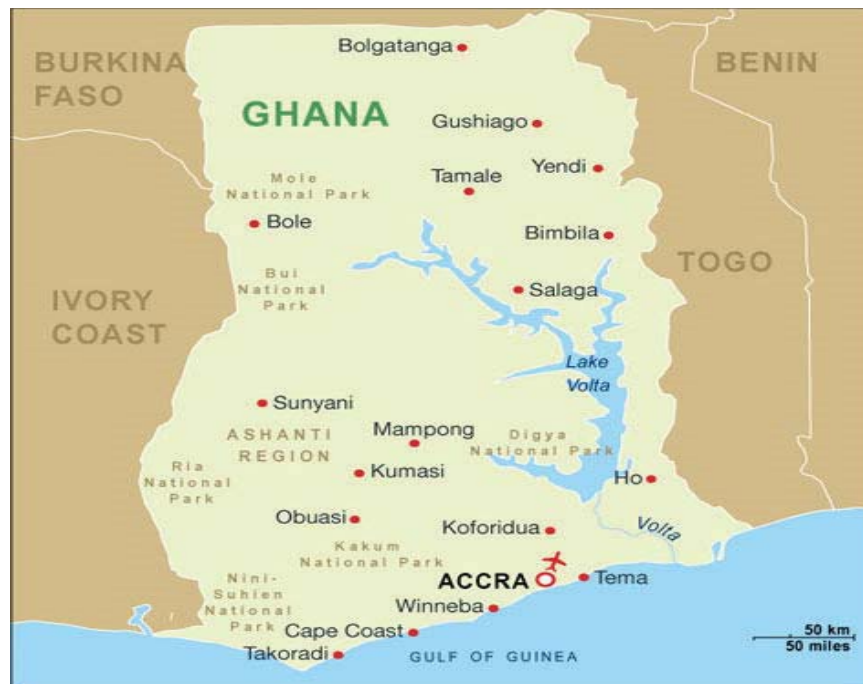 Bolgatanga
BURKINA
FASO
BENIN
GHANA
Gushiago
Yendi
Mole
National Park
Tamale
Bole
Bimbila
TOGO
Bui
National
Park
Salaga
IVORY
COAST
Lake
Volta
Sunyani
Mampong
ASHANTI
REGION
Digya
National Park
Ria
National
Park
Kumasi
Ho
Obuasi
Koforidua
Volta
Kakum
National Park
ACCRA
Tema
Nini-
Suhien
National
Park
Winneba
Cape Coast
Takoradi
GULF OF GUINEA
50 km
50 miles